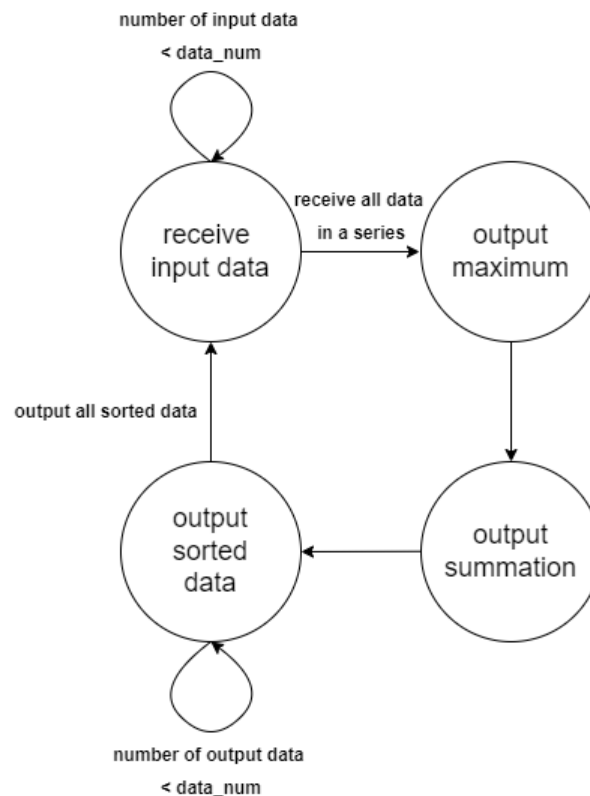 number of input data
< data_num
receive
input data
receive all data
in a series
output
maximum
output all sorted data
output
sorted
data
output
summation
number of output data
< data_num